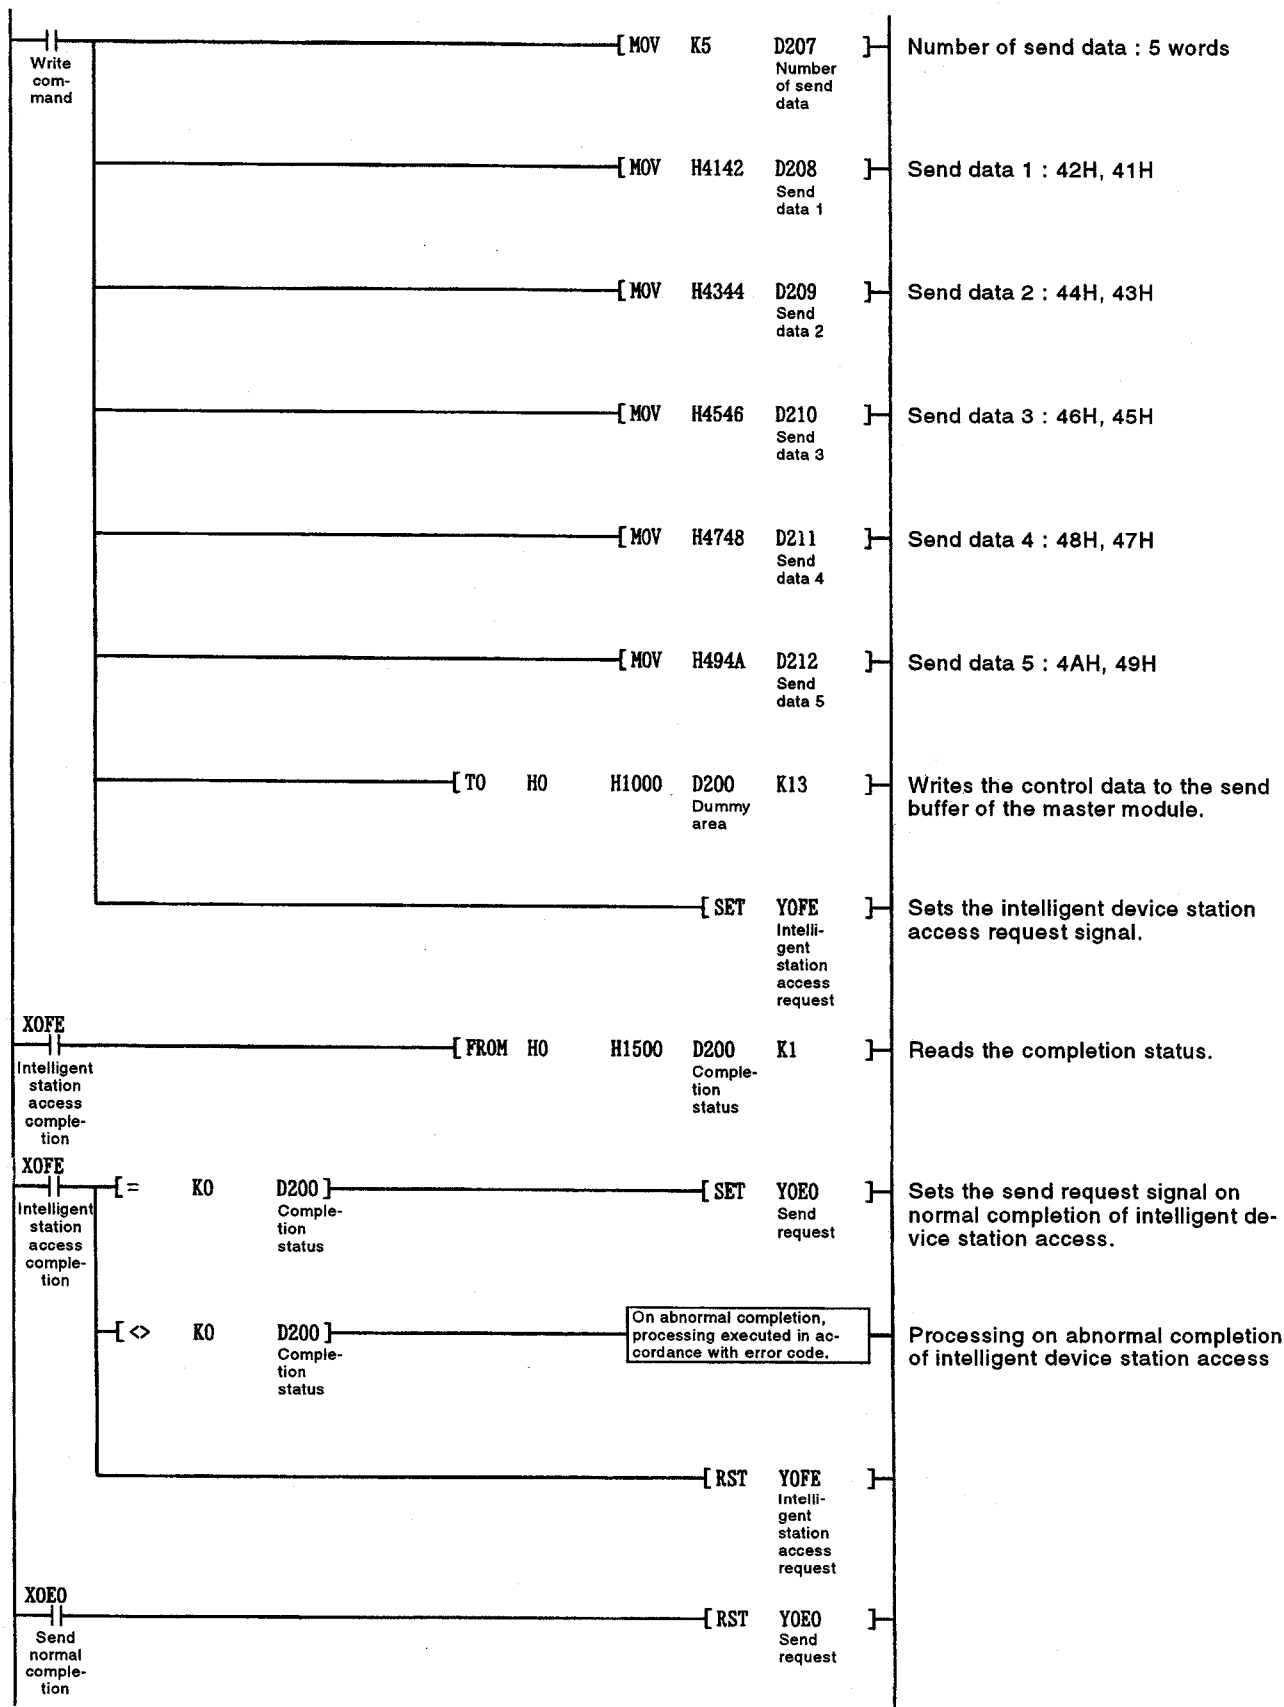 [ MOV K5 D207 ] Number of send data : 5 words
Write
com-
mand
Number
of send
data
[ MOV H4142 D208 ] Send data 1 : 42H, 41H
Send
data 1
[ MOV H4344 D209 ] Send data 2 : 44H, 43H
Send
data 2
[ MOV H4546 D210 ] Send data 3 : 46H, 45H
Send
data 3
[ MOV H4748 D211 ] Send data 4 : 48H, 47H
Send
data 4
[ MOV H494A D212 ] Send data 5 : 4AH, 49H
Send
data 5
[ TO H0 H1000 D200 K13 ] Writes the control data to the send
buffer of the master module.
Dummy
area
[ SET Y0FE ] Sets the intelligent device station
access request signal.
Intelli-
gent
station
access
request
X0FE
[ FROM H0 H1500 D200 K1 ] Reads the completion status.
Intelligent
station
access
comple-
tion
Comple-
tion
status
X0FE
[ = K0 D200 ] [ SET Y0E0 ] Sets the send request signal on
normal completion of intelligent de-
vice station access.
Intelligent
station
access
comple-
tion
Comple-
tion
status
Send
request
[ <> K0 D200 ]
Comple-
tion
status
On abnormal completion,
processing executed in ac-
cordance with error code.
Processing on abnormal completion
of intelligent device station access
[ RST Y0FE ]
Intelli-
gent
station
access
request
X0E0
[ RST Y0E0 ]
Send
normal
comple-
tion
Send
request